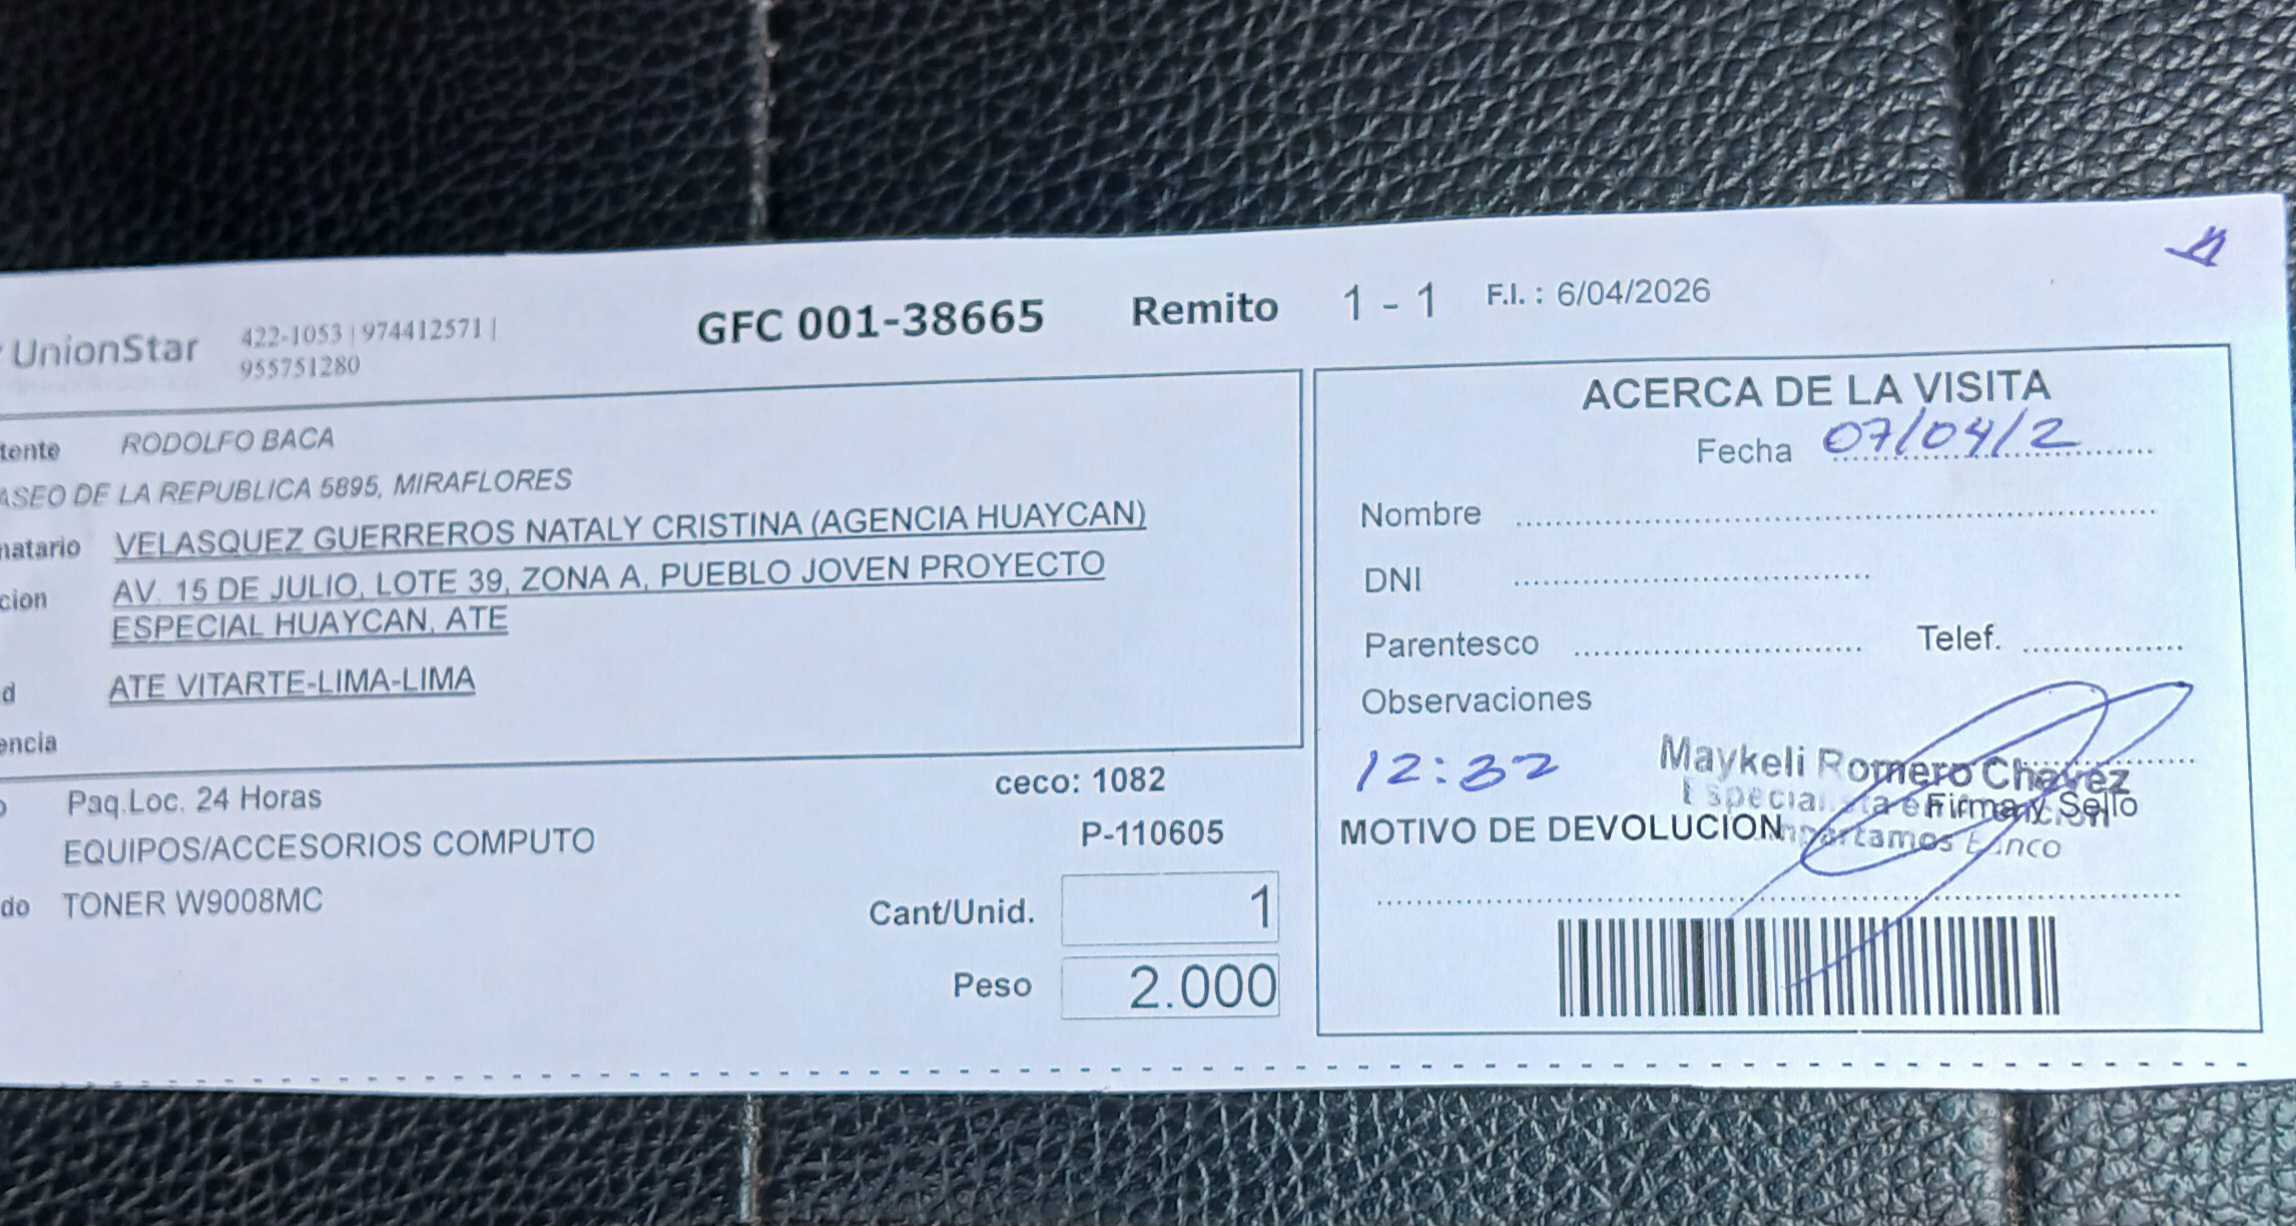 UnionStar
422-1053 | 974412571 |
955751280
GFC 001-38665 Remito 1 - 1 F.I. : 6/04/2026
tente RODOLFO BACA
ASEO DE LA REPUBLICA 5895, MIRAFLORES
natario VELASQUEZ GUERREROS NATALY CRISTINA (AGENCIA HUAYCAN)
cion AV. 15 DE JULIO, LOTE 39, ZONA A, PUEBLO JOVEN PROYECTO
ESPECIAL HUAYCAN, ATE
d ATE VITARTE-LIMA-LIMA
encia
o Paq.Loc. 24 Horas
ceco: 1082
EQUIPOS/ACCESORIOS COMPUTO
P-110605
do TONER W9008MC
Cant/Unid. 1
Peso 2.000
ACERCA DE LA VISITA
Fecha 07/04/2
Nombre
DNI
Parentesco Telef.
Observaciones
12:32
Maykeli Romero Chavez
Firma y Sello
MOTIVO DE DEVOLUCION